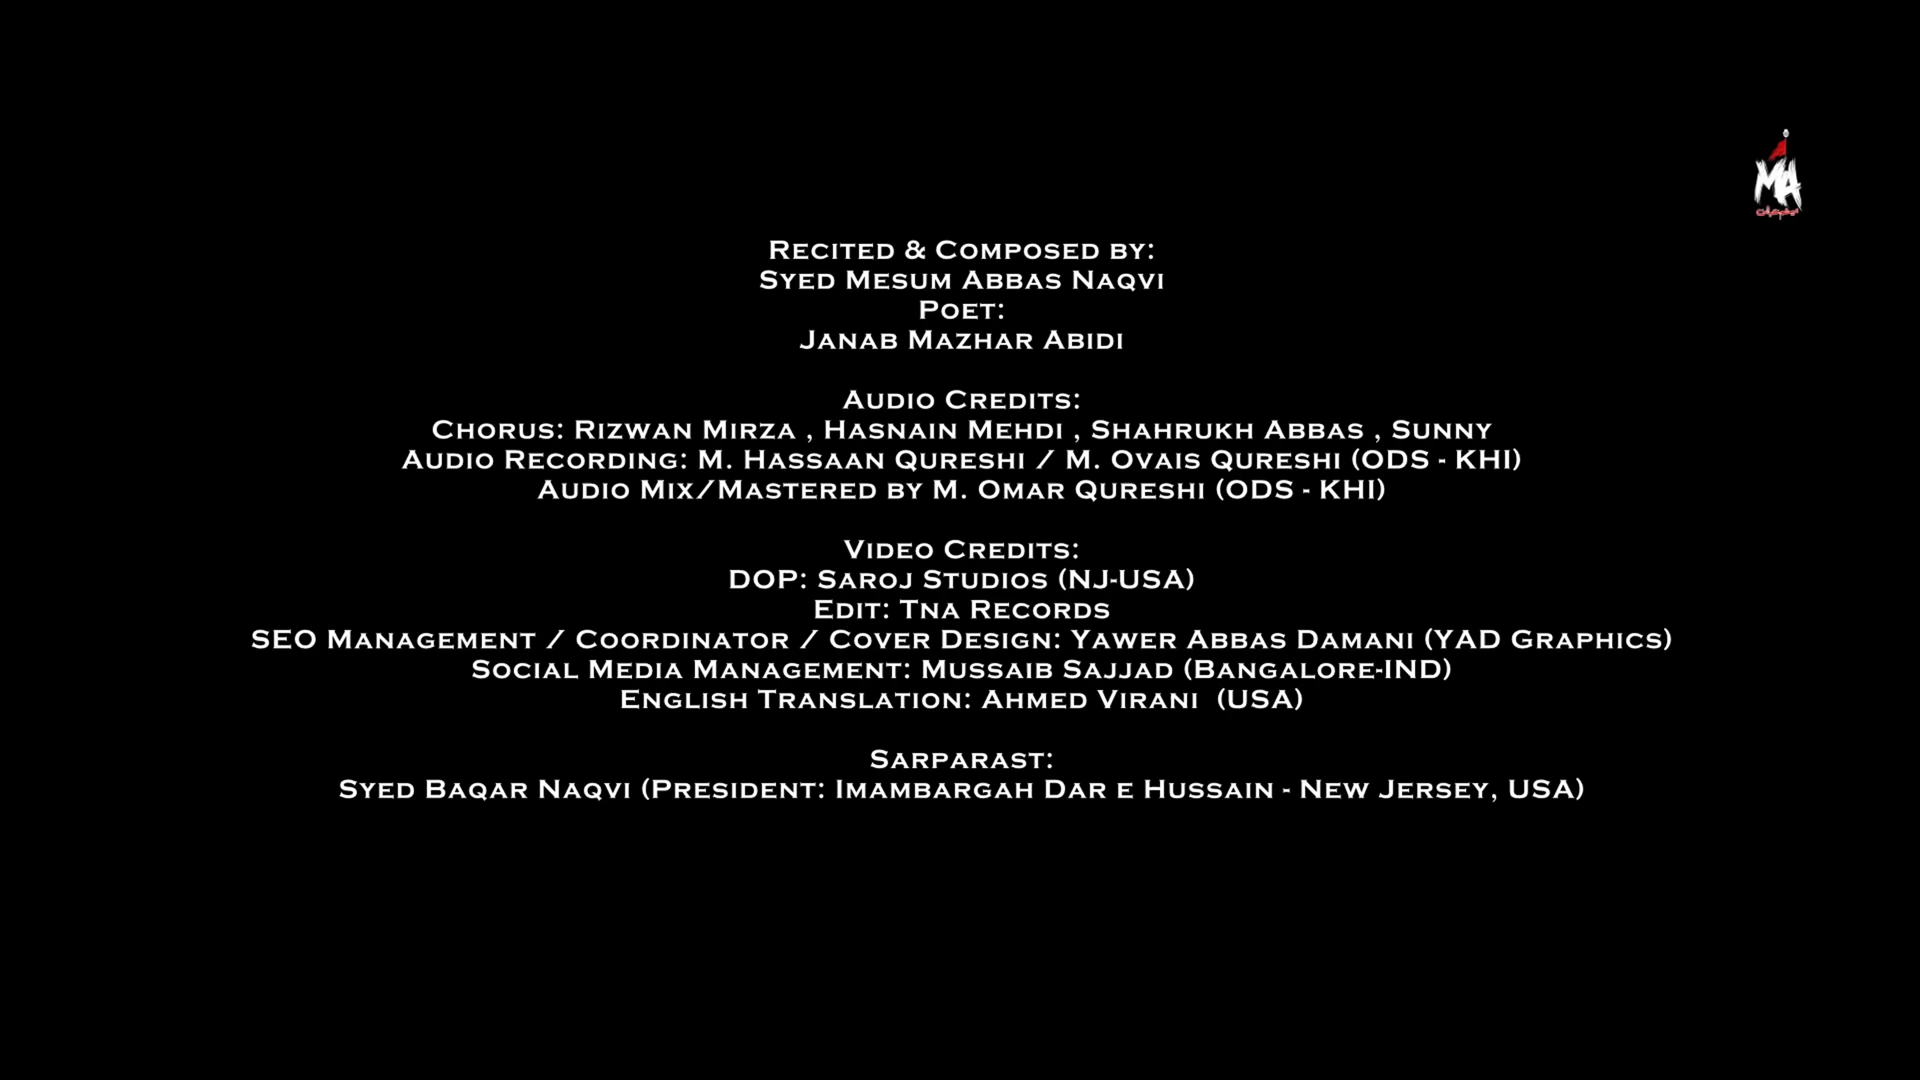 Recited & Composed by:
Syed Mesum Abbas Naqvi
Poet:
Janab Mazhar Abidi
Audio Credits:
Chorus: Rizwan Mirza , Hasnain Mehdi , Shahrukh Abbas , Sunny
Audio Recording: M. Hassaan Qureshi / M. Ovais Qureshi (ODS - KHI)
Audio Mix/Mastered by M. Omar Qureshi (ODS - KHI)
Video Credits:
DOP: Saroj Studios (NJ-USA)
Edit: Tna Records
SEO Management / Coordinator / Cover Design: Yawer Abbas Damani (YAD Graphics)
Social Media Management: Mussaib Sajjad (Bangalore-IND)
English Translation: Ahmed Virani  (USA)
Sarparast:
Syed Baqar Naqvi (President: Imambargah Dar e Hussain - New Jersey, USA)
MA